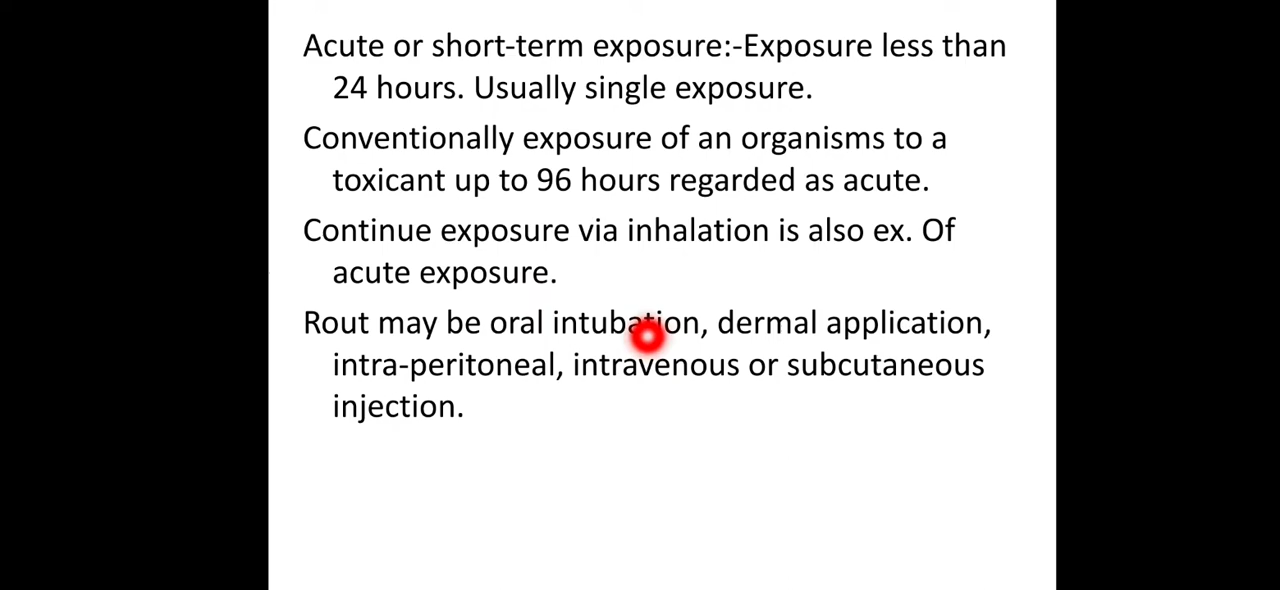 Acute or short-term exposure:-Exposure less than
24 hours. Usually single exposure.
Conventionally exposure of an organisms to a
toxicant up to 96 hours regarded as acute.
Continue exposure via inhalation is also ex. Of
acute exposure.
Rout may be oral intubation, dermal application,
intra-peritoneal, intravenous or subcutaneous
injection.